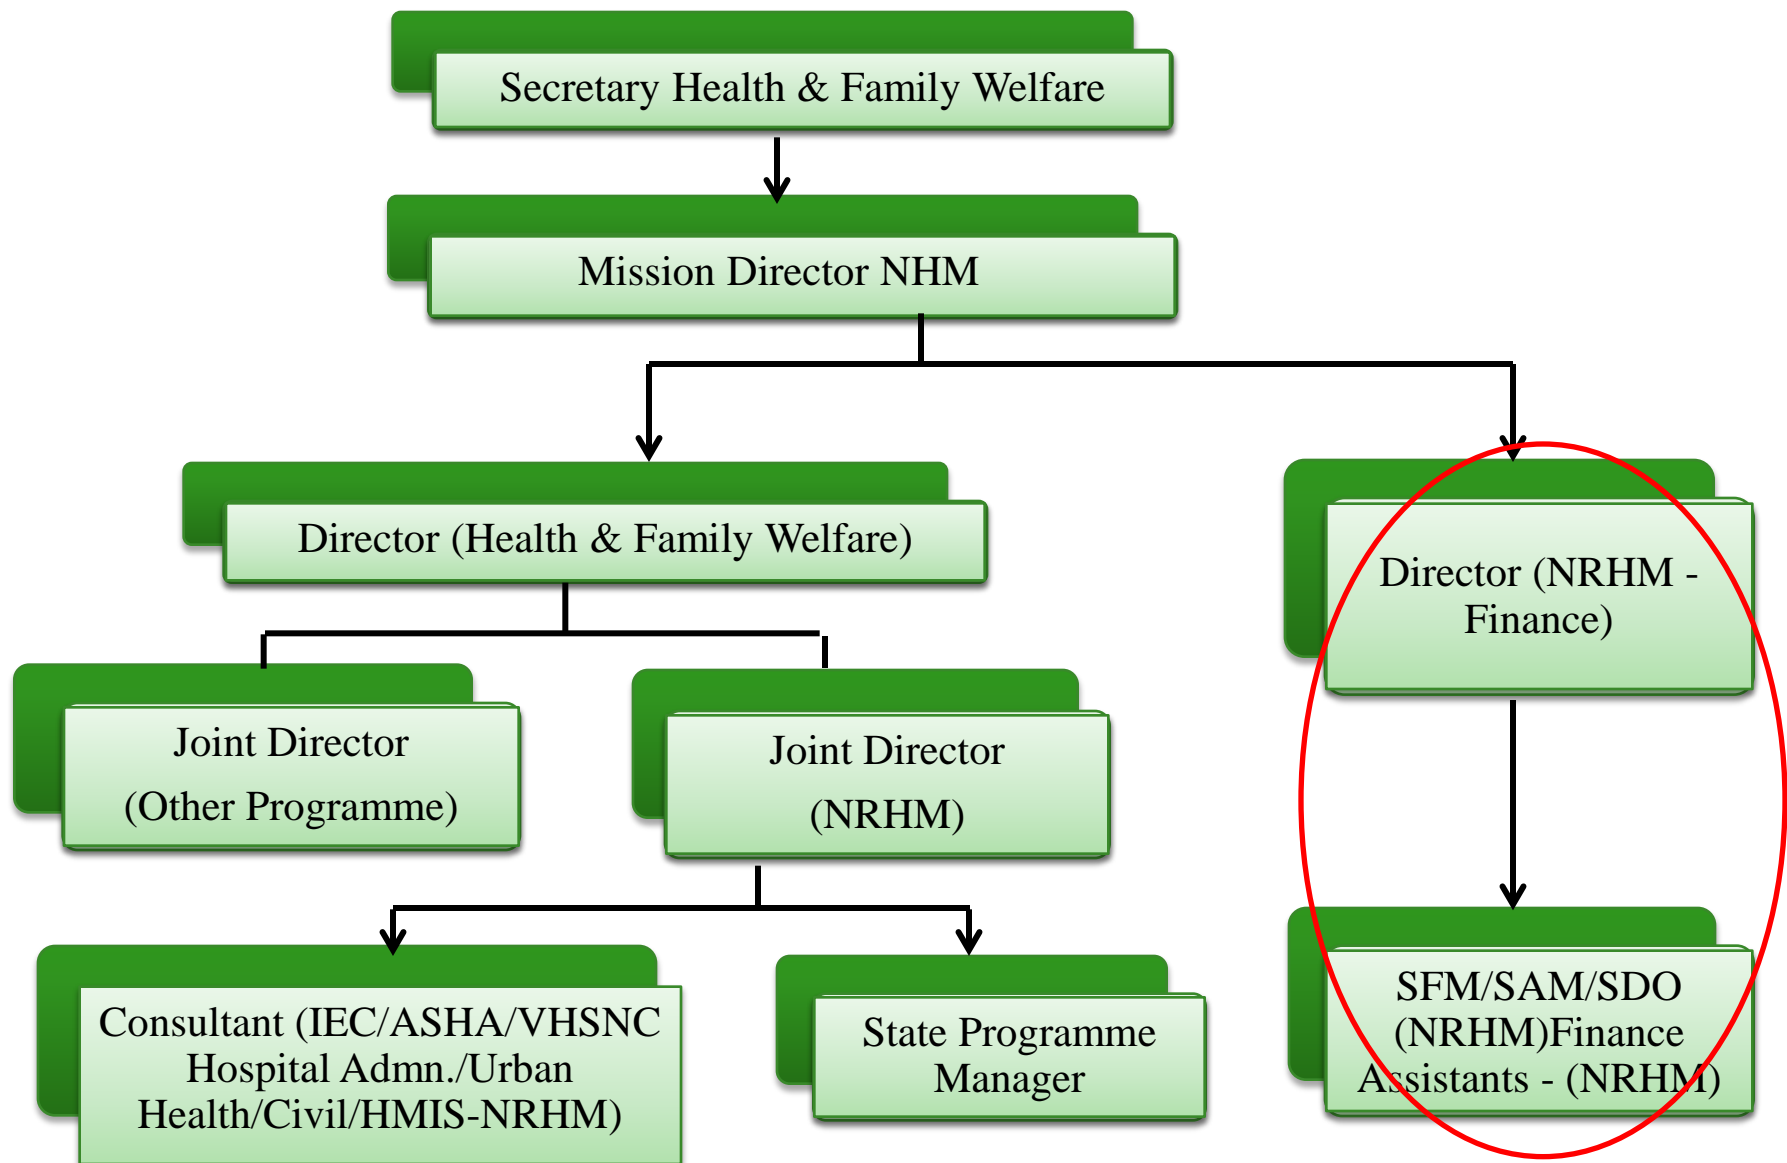 Secretary Health & Family Welfare
Mission Director NHM
Director (Health & Family Welfare)
Director (NRHM -
Finance)
Joint Director
(Other Programme)
Joint Director
(NRHM)
Consultant (IEC/ASHA/VHSNC
Hospital Admn./Urban
Health/Civil/HMIS-NRHM)
State Programme
Manager
SFM/SAM/SDO
(NRHM)Finance
Assistants - (NRHM)